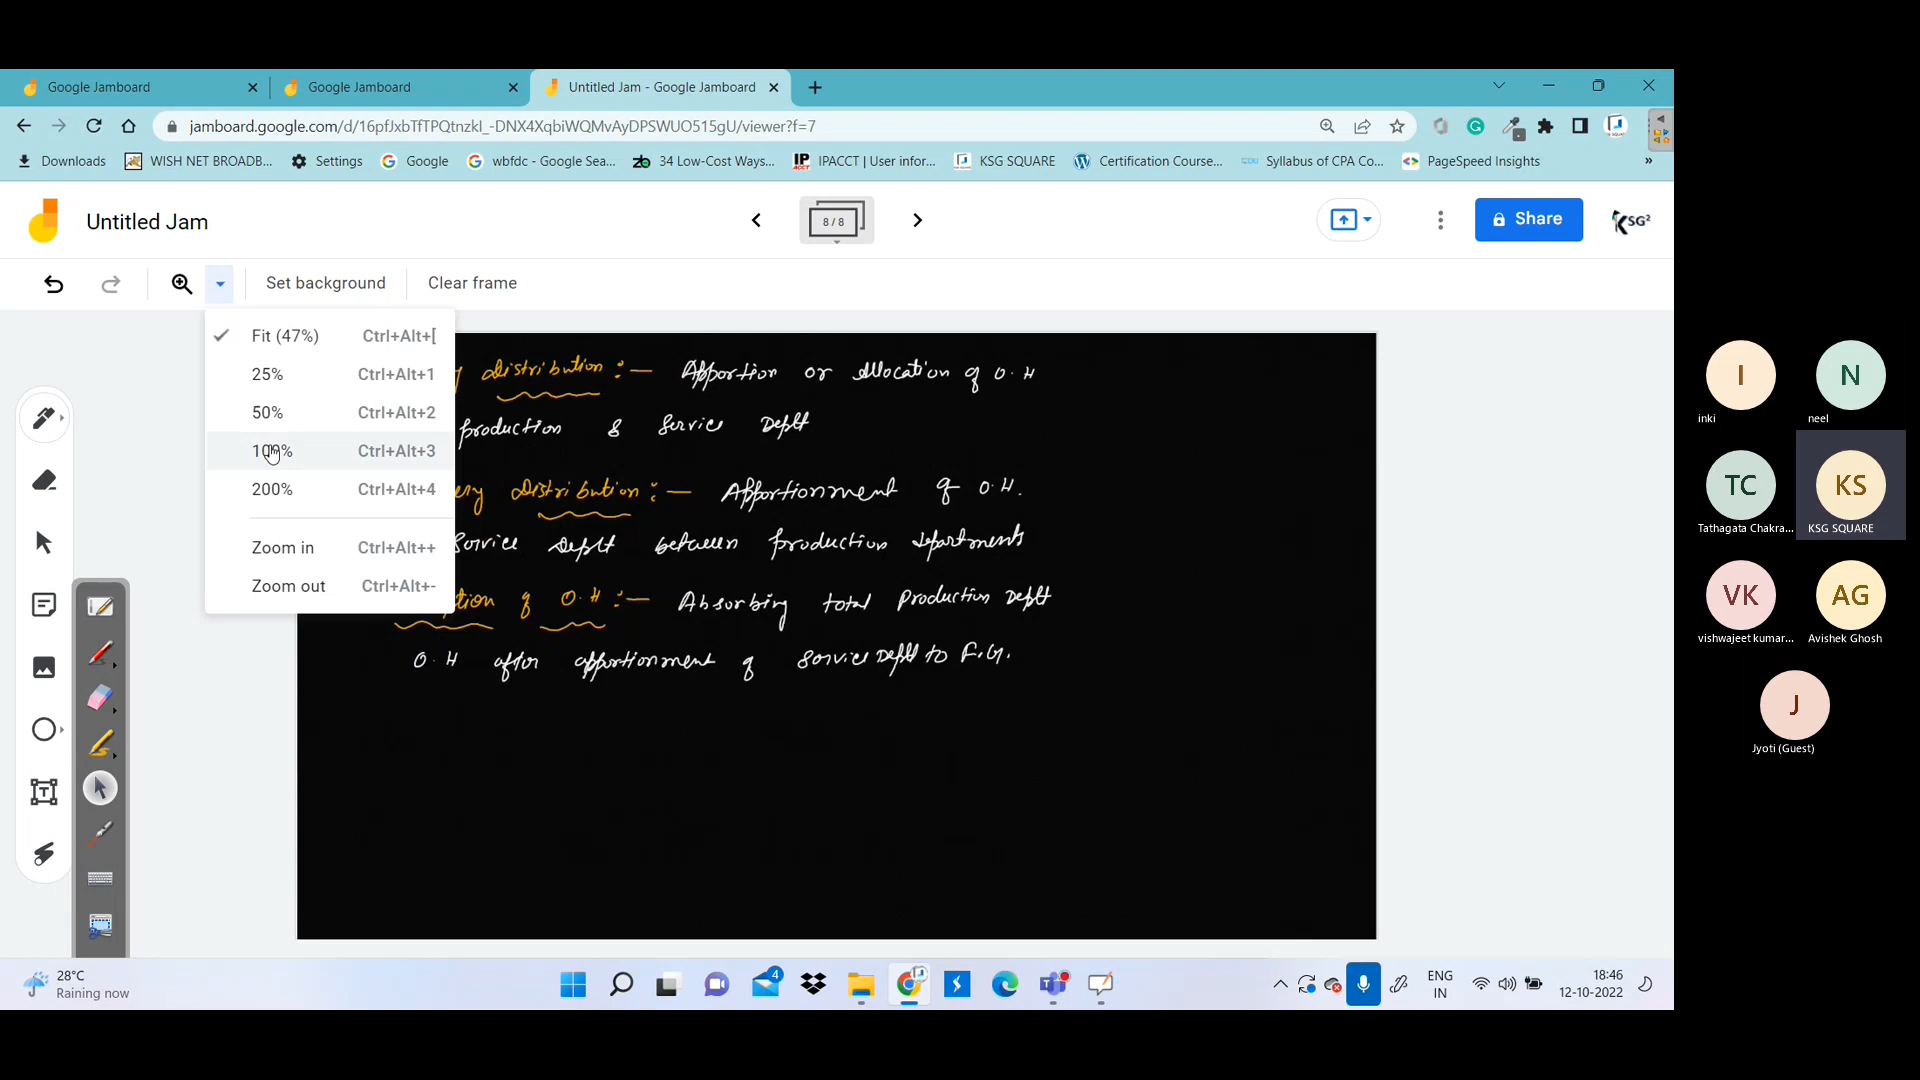 Google Jamboard
Google Jamboard
Untitled Jam - Google Jamboard
jamboard.google.com/d/16pfJxbTfTPQtnzkI_-DNX4XqbiWQMvAyDPSWUO515gU/viewer?f=7
Downloads
WISH NET BROADB...
Settings
Google
wbfdc - Google Sea...
34 Low-Cost Ways...
IPACCT | User infor...
KSG SQUARE
Certification Course...
Syllabus of CPA Co...
PageSpeed Insights
»
Untitled Jam
8 / 8
Share
KSG²
Set background
Clear frame
Fit (47%) Ctrl+Alt+[
25% Ctrl+Alt+1
50% Ctrl+Alt+2
100% Ctrl+Alt+3
200% Ctrl+Alt+4
Zoom in Ctrl+Alt++
Zoom out Ctrl+Alt+-
distribution :- Apportion or Allocation of O.H
production & Service Deptt
ery distribution :- Apportionment of O.H.
Service Deptt between production Departments
ption of O.H :- Absorbing total Production Deptt
O.H after apportionment of Service Deptt to F.G.
I
inki
N
neel
TC
Tathagata Chakra...
KS
KSG SQUARE
VK
vishwajeet kumar...
AG
Avishek Ghosh
J
Jyoti (Guest)
28°C
Raining now
4
ENG
IN
18:46
12-10-2022